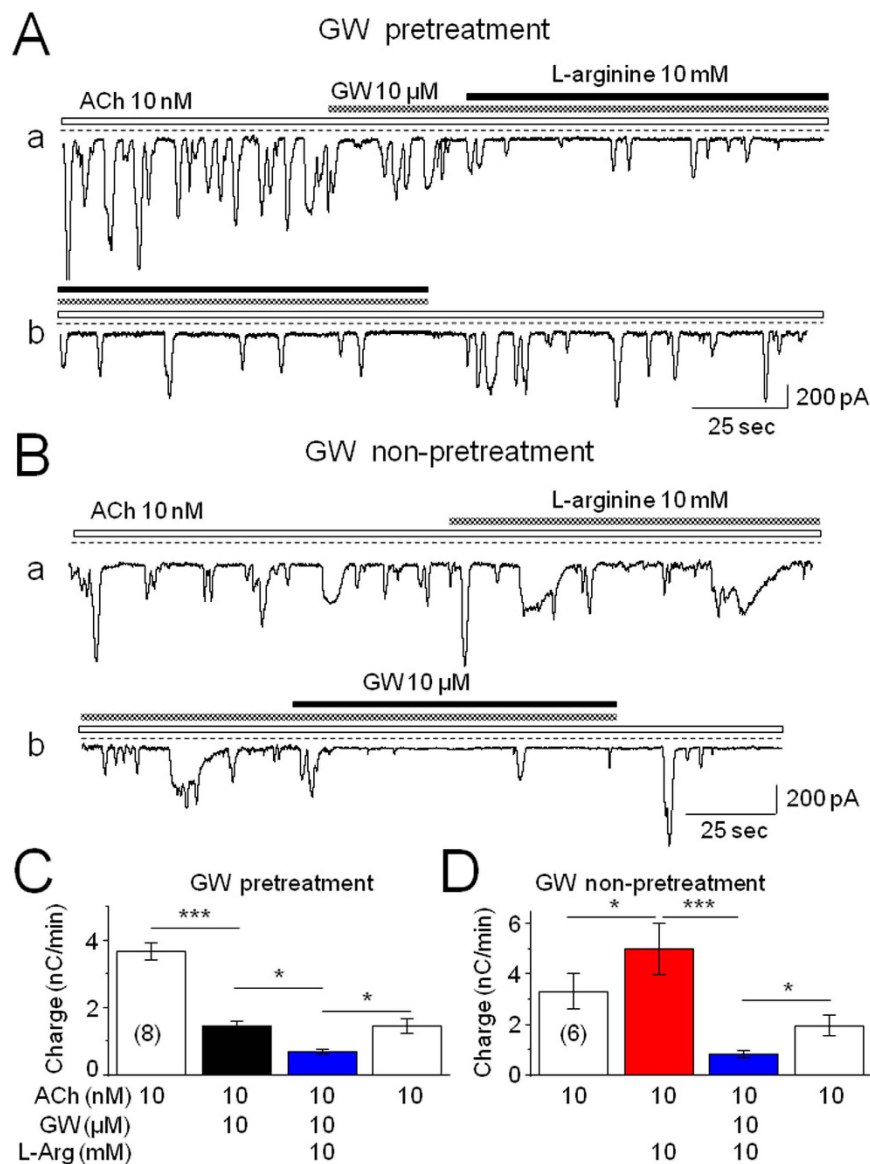 A
GW pretreatment
L-arginine 10 mM
GW 10 µM
ACh 10 nM
a
b
200 pA
25 sec
B
GW non-pretreatment
L-arginine 10 mM
ACh 10 nM
a
GW 10 µM
b
200 pA
25 sec
C
GW pretreatment
Charge (nC/min)
4
2
0
***
*
*
(8)
ACh (nM) 10 10 10 10
GW (µM) 10 10
L-Arg (mM) 10
D
GW non-pretreatment
Charge (nC/min)
6
4
2
0
*
***
*
(6)
10 10 10 10
10
10 10